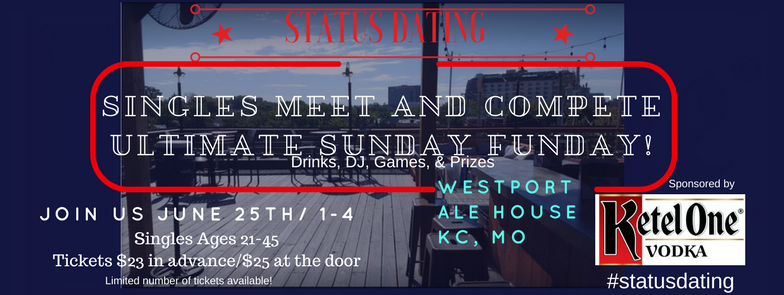 STATUS DATING
SINGLES MEET AND COMPETE
ULTIMATE SUNDAY FUNDAY!
Drinks, DJ, Games, & Prizes
WESTPORT
ALE HOUSE
KC, MO
JOIN US JUNE 25TH/ 1-4
Singles Ages 21-45
Tickets $23 in advance/$25 at the door
Limited number of tickets available!
Sponsored by
Ketel One®
VODKA
#statusdating